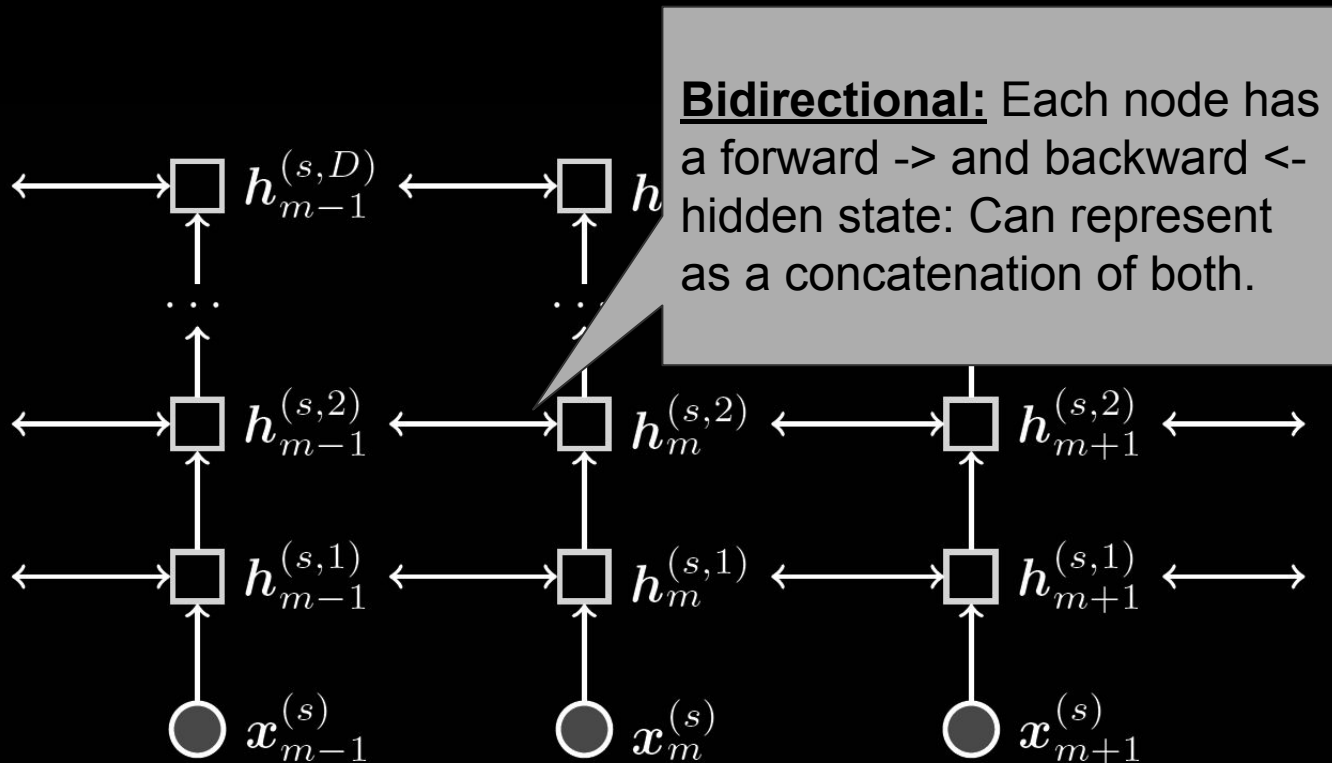 Bidirectional: Each node has
a forward -> and backward <-
hidden state: Can represent
as a concatenation of both.
h_{m-1}^{(s,D)} h
... ...
h_{m-1}^{(s,2)} h_m^{(s,2)} h_{m+1}^{(s,2)}
h_{m-1}^{(s,1)} h_m^{(s,1)} h_{m+1}^{(s,1)}
x_{m-1}^{(s)} x_m^{(s)} x_{m+1}^{(s)}